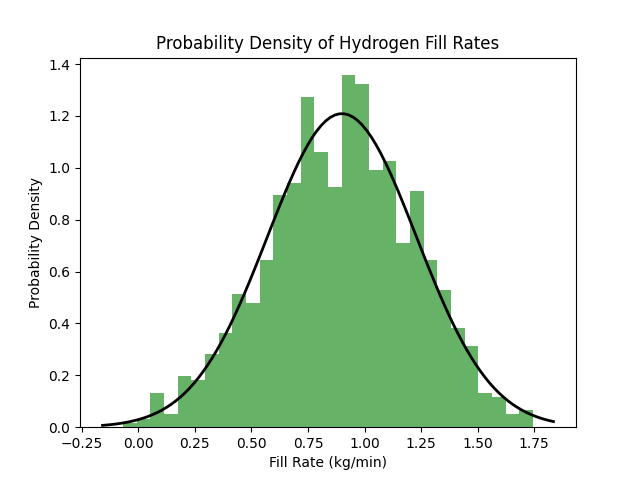 Probability Density of Hydrogen Fill Rates
1.4
1.2
1.0
0.8
0.6
0.4
0.2
0.0
Probability Density
−0.25 0.00 0.25 0.50 0.75 1.00 1.25 1.50 1.75
Fill Rate (kg/min)